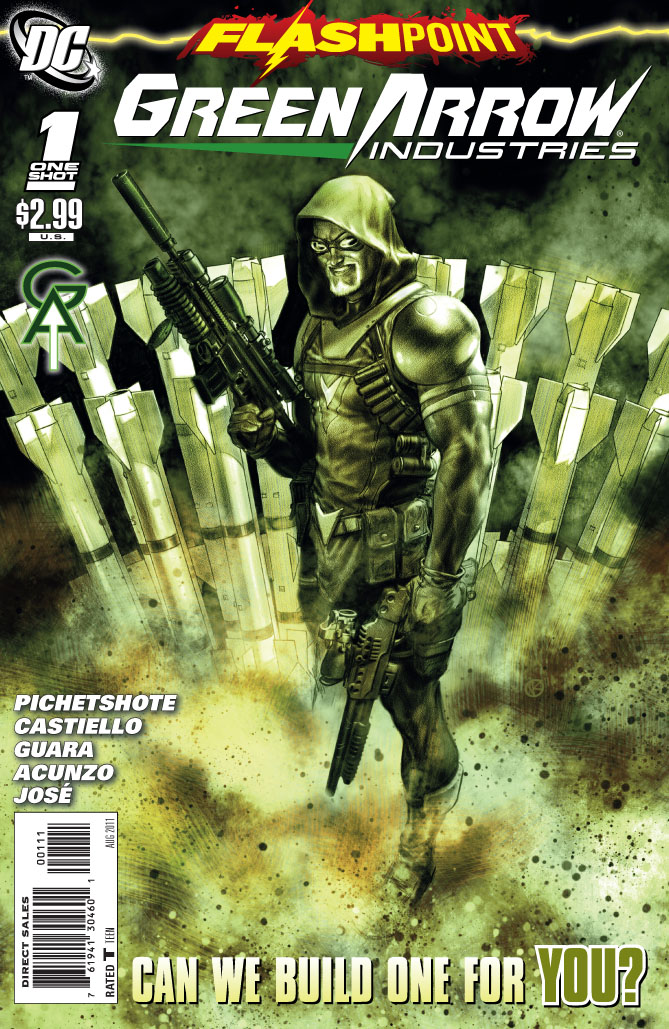 FLASHPOINT
DC
TM
GREEN ARROW®
INDUSTRIES
1
ONE
SHOT
$2.99
U.S.
GA
PICHETSHOTE
CASTIELLO
GUARA
ACUNZO
JOSÉ
00111
AUG 2011
DIRECT SALES
7 61941 30460 1
RATED T TEEN
CAN WE BUILD ONE FOR YOU?